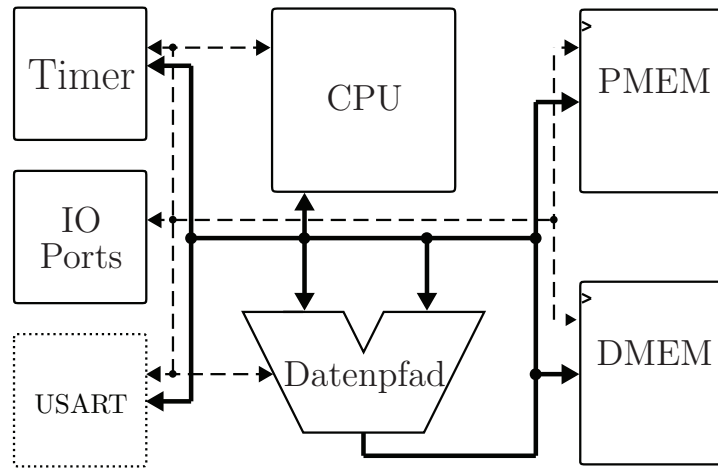 Timer
CPU
>
PMEM
IO
Ports
>
DMEM
USART
Datenpfad